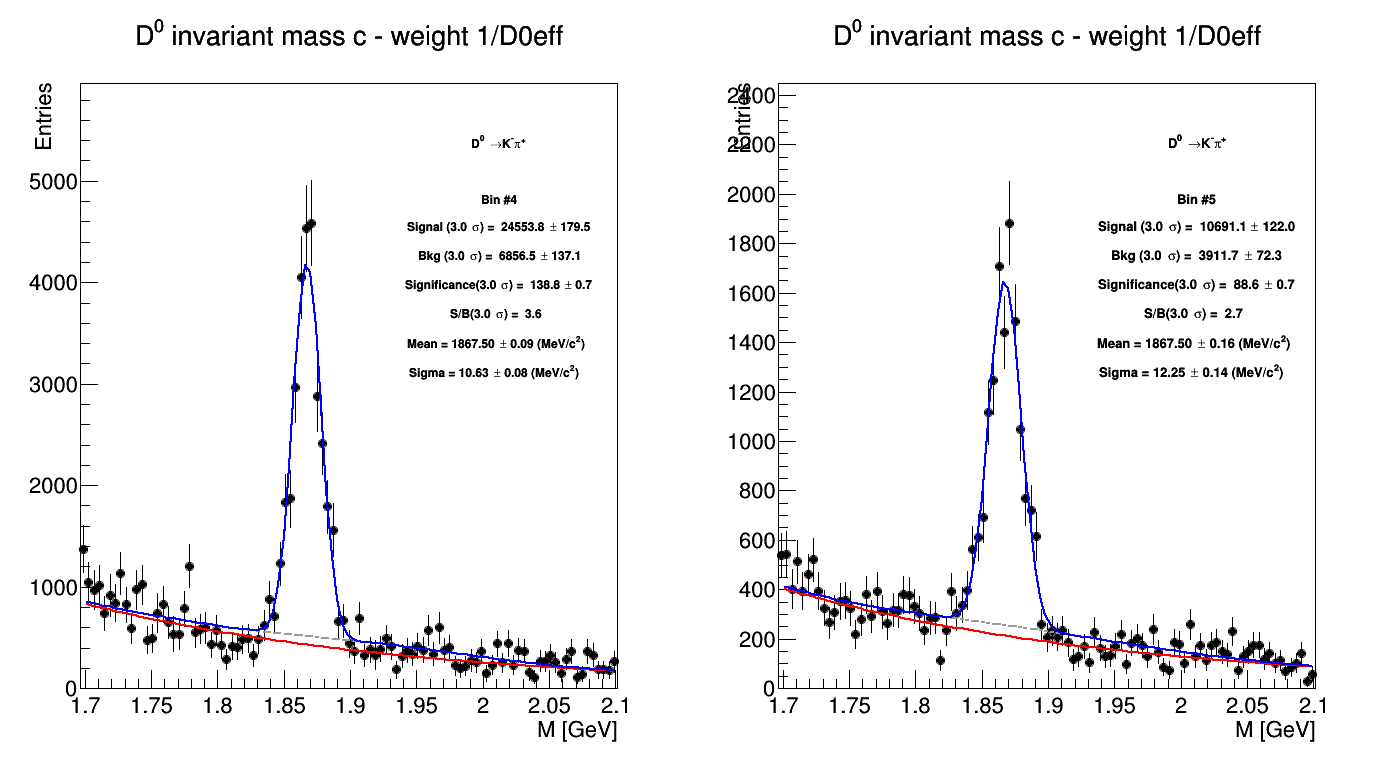 D⁰ invariant mass c - weight 1/D0eff
Entries
D⁰ →K⁻π⁺
Bin #4
Signal (3.0 σ) = 24553.8 ± 179.5
Bkg (3.0 σ) = 6856.5 ± 137.1
Significance(3.0 σ) = 138.8 ± 0.7
S/B(3.0 σ) = 3.6
Mean = 1867.50 ± 0.09 (MeV/c²)
Sigma = 10.63 ± 0.08 (MeV/c²)
5000
4000
3000
2000
1000
0
1.7 1.75 1.8 1.85 1.9 1.95 2 2.05 2.1
M [GeV]
D⁰ invariant mass c - weight 1/D0eff
Entries
D⁰ →K⁻π⁺
Bin #5
Signal (3.0 σ) = 10691.1 ± 122.0
Bkg (3.0 σ) = 3911.7 ± 72.3
Significance(3.0 σ) = 88.6 ± 0.7
S/B(3.0 σ) = 2.7
Mean = 1867.50 ± 0.16 (MeV/c²)
Sigma = 12.25 ± 0.14 (MeV/c²)
2400
2200
2000
1800
1600
1400
1200
1000
800
600
400
200
0
1.7 1.75 1.8 1.85 1.9 1.95 2 2.05 2.1
M [GeV]